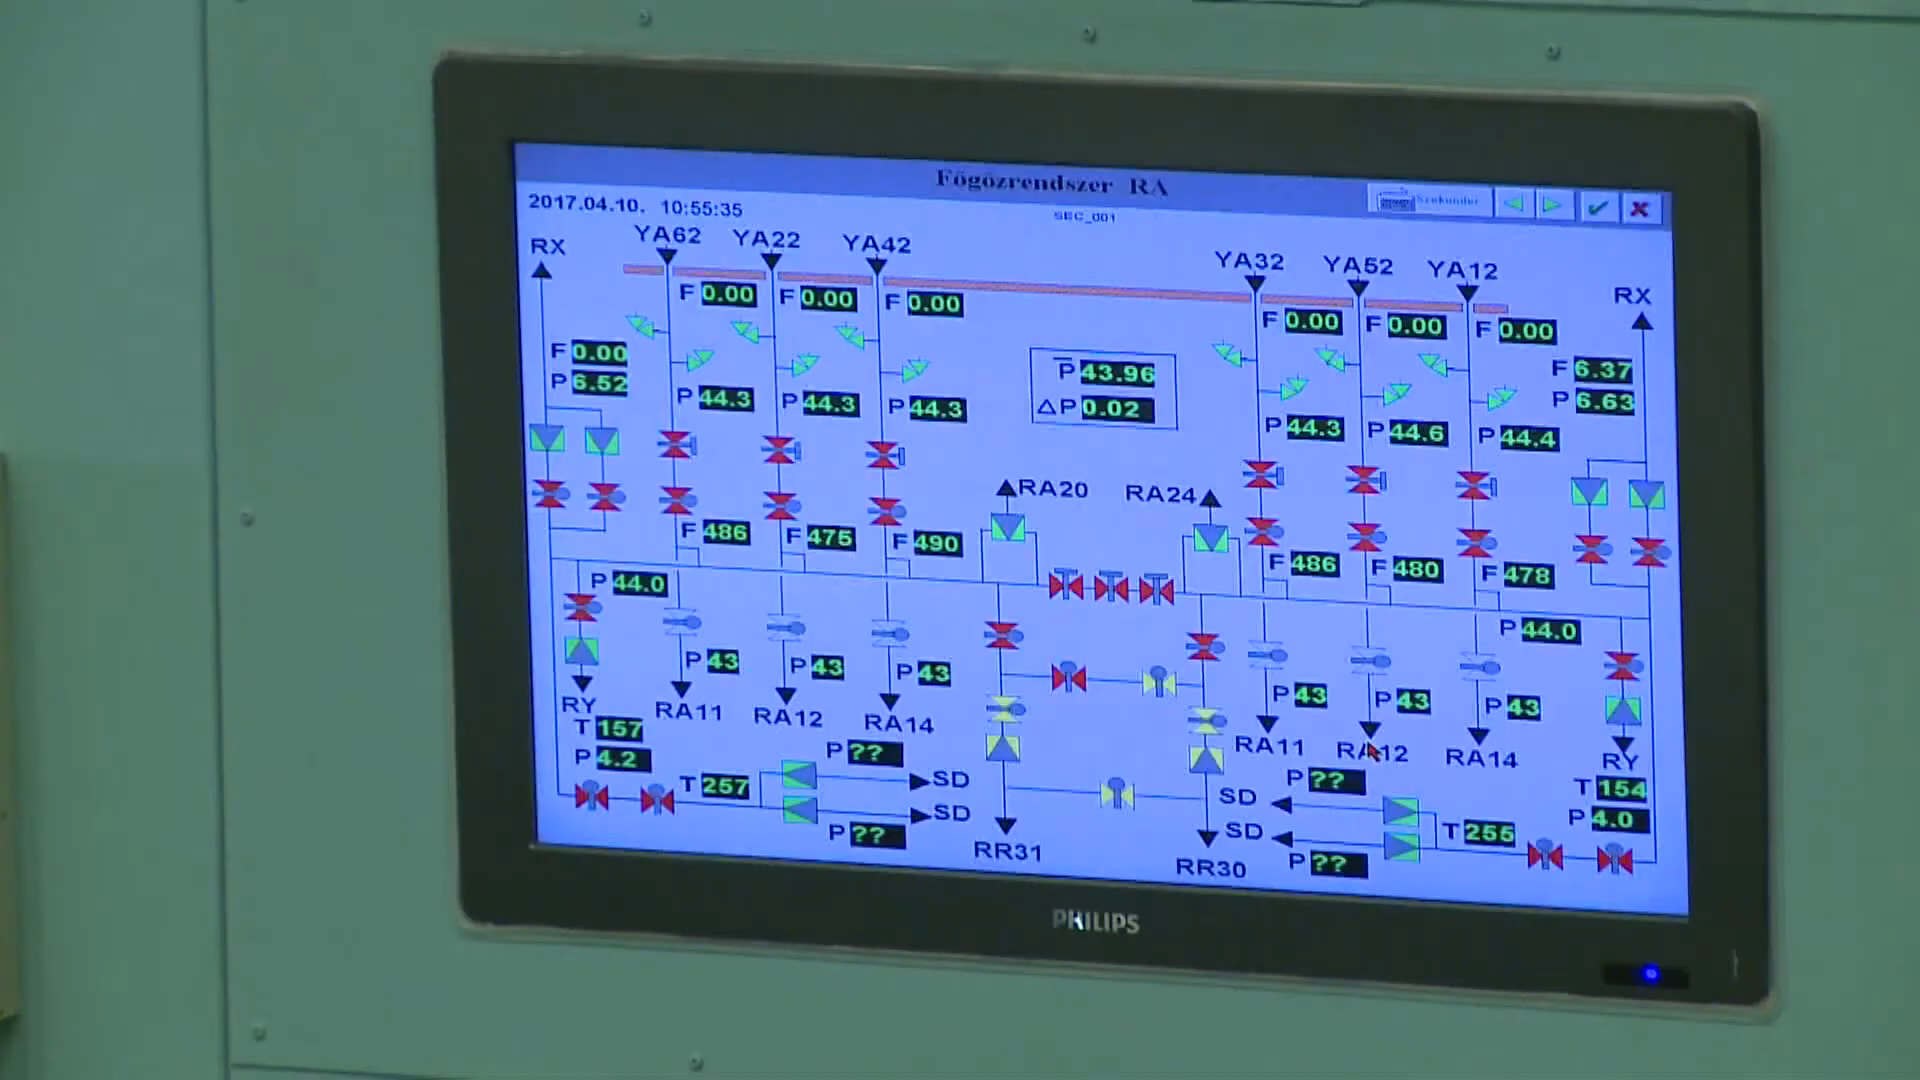 Főgőzrendszer RA
2017.04.10. 10:55:35
SEC_001
Szekunder
RX YA62 YA22 YA42 YA32 YA52 YA12 RX
F 0.00 F 0.00 F 0.00 F 0.00 F 0.00 F 0.00
F 0.00 F 6.37
P 6.52 P 6.63
P 43.96
△P 0.02
P 44.3 P 44.3 P 44.3 P 44.3 P 44.6 P 44.4
RA20 RA24
F 486 F 475 F 490 F 486 F 480 F 478
P 44.0 P 44.0
P 43 P 43 P 43 P 43 P 43 P 43
RY RA11 RA12 RA14 RA11 RA12 RA14 RY
T 157 T 154
P 4.2 P 4.0
P ?? P ??
T 257 SD SD T 255
SD SD
P ?? P ??
RR31 RR30
PHILIPS